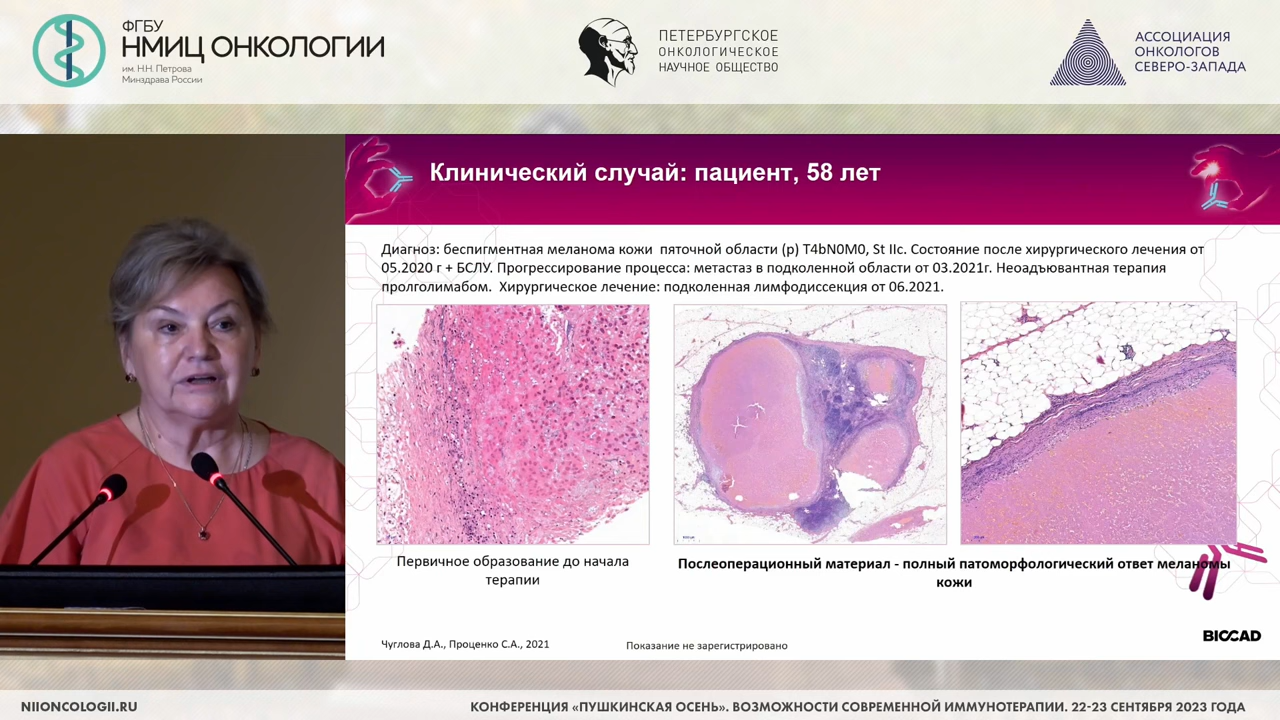 ФГБУ
НМИЦ ОНКОЛОГИИ
им. Н.Н. Петрова
Минздрава России
ПЕТЕРБУРГСКОЕ
ОНКОЛОГИЧЕСКОЕ
НАУЧНОЕ ОБЩЕСТВО
АССОЦИАЦИЯ
ОНКОЛОГОВ
СЕВЕРО-ЗАПАДА
Клинический случай: пациент, 58 лет
Диагноз: беспигментная меланома кожи пяточной области (p) T4bN0M0, St IIc. Состояние после хирургического лечения от
05.2020 г + БСЛУ. Прогрессирование процесса: метастаз в подколенной области от 03.2021г. Неоадъювантная терапия
пролголимабом. Хирургическое лечение: подколенная лимфодиссекция от 06.2021.
Первичное образование до начала
терапии
Послеоперационный материал - полный патоморфологический ответ меланомы
кожи
Чуглова Д.А., Проценко С.А., 2021
Показание не зарегистрировано
BIOCAD
NIIONCOLOGII.RU
КОНФЕРЕНЦИЯ «ПУШКИНСКАЯ ОСЕНЬ». ВОЗМОЖНОСТИ СОВРЕМЕННОЙ ИММУНОТЕРАПИИ. 22-23 СЕНТЯБРЯ 2023 ГОДА